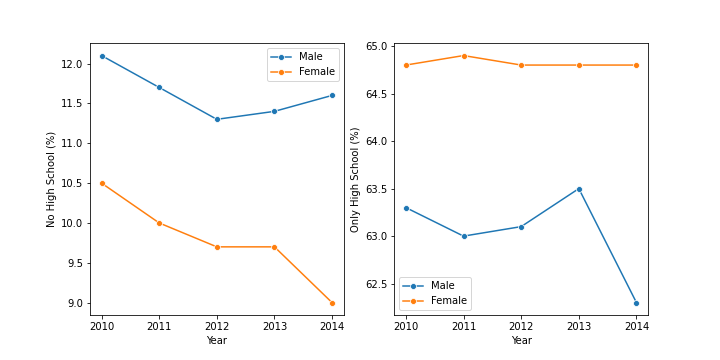 No High School (%)
12.0
11.5
11.0
10.5
10.0
9.5
9.0
2010 2011 2012 2013 2014
Year
Male
Female
Only High School (%)
65.0
64.5
64.0
63.5
63.0
62.5
2010 2011 2012 2013 2014
Year
Male
Female